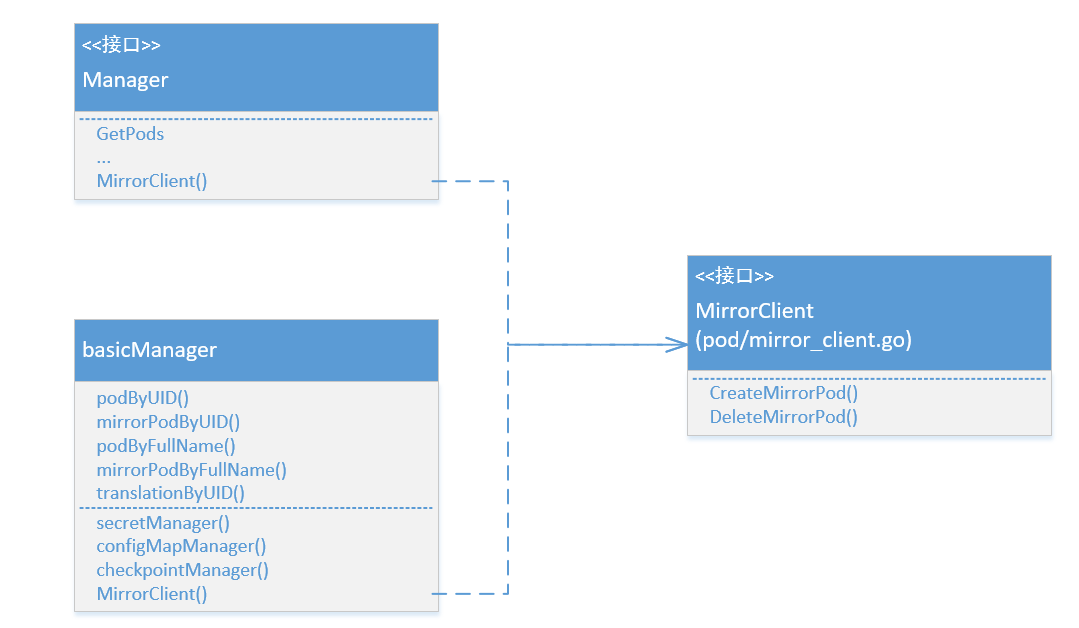 <<接口>>
Manager
GetPods
...
MirrorClient()
basicManager
podByUID()
mirrorPodByUID()
podByFullName()
mirrorPodByFullName()
translationByUID()
secretManager()
configMapManager()
checkpointManager()
MirrorClient()
<<接口>>
MirrorClient
(pod/mirror_client.go)
CreateMirrorPod()
DeleteMirrorPod()